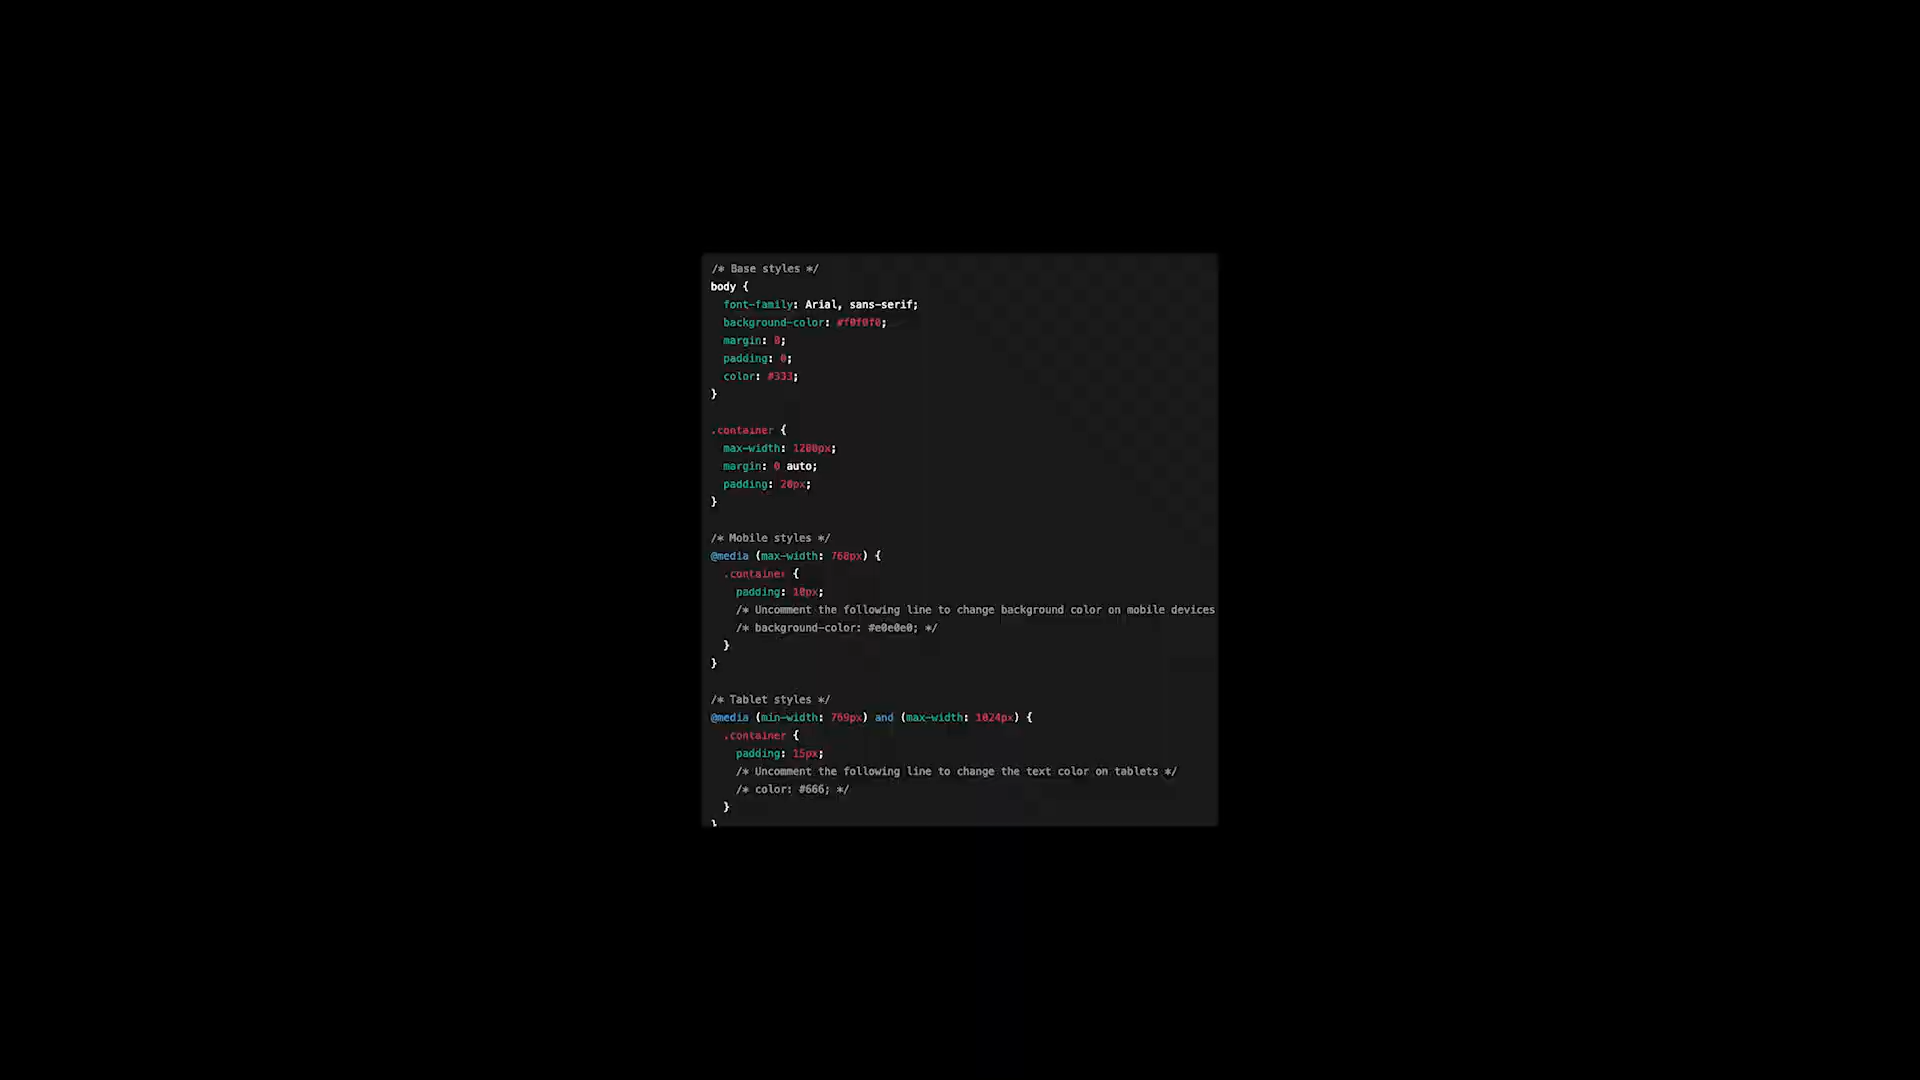 /* Base styles */
body {
  font-family: Arial, sans-serif;
  background-color: #f0f0f0;
  margin: 0;
  padding: 0;
  color: #333;
}

.container {
  max-width: 1200px;
  margin: 0 auto;
  padding: 20px;
}

/* Mobile styles */
@media (max-width: 768px) {
  .container {
    padding: 10px;
    /* Uncomment the following line to change background color on mobile devices
    /* background-color: #e0e0e0; */
  }
}

/* Tablet styles */
@media (min-width: 769px) and (max-width: 1024px) {
  .container {
    padding: 15px;
    /* Uncomment the following line to change the text color on tablets */
    /* color: #666; */
  }
}